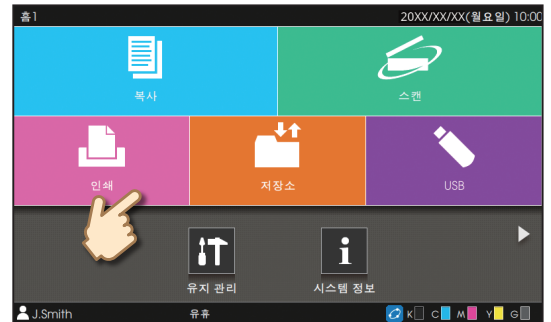 홈1
20XX/XX/XX(월요일) 10:00
복사
스캔
인쇄
저장소
USB
유지 관리
시스템 정보
J.Smith
유휴
K C M Y G